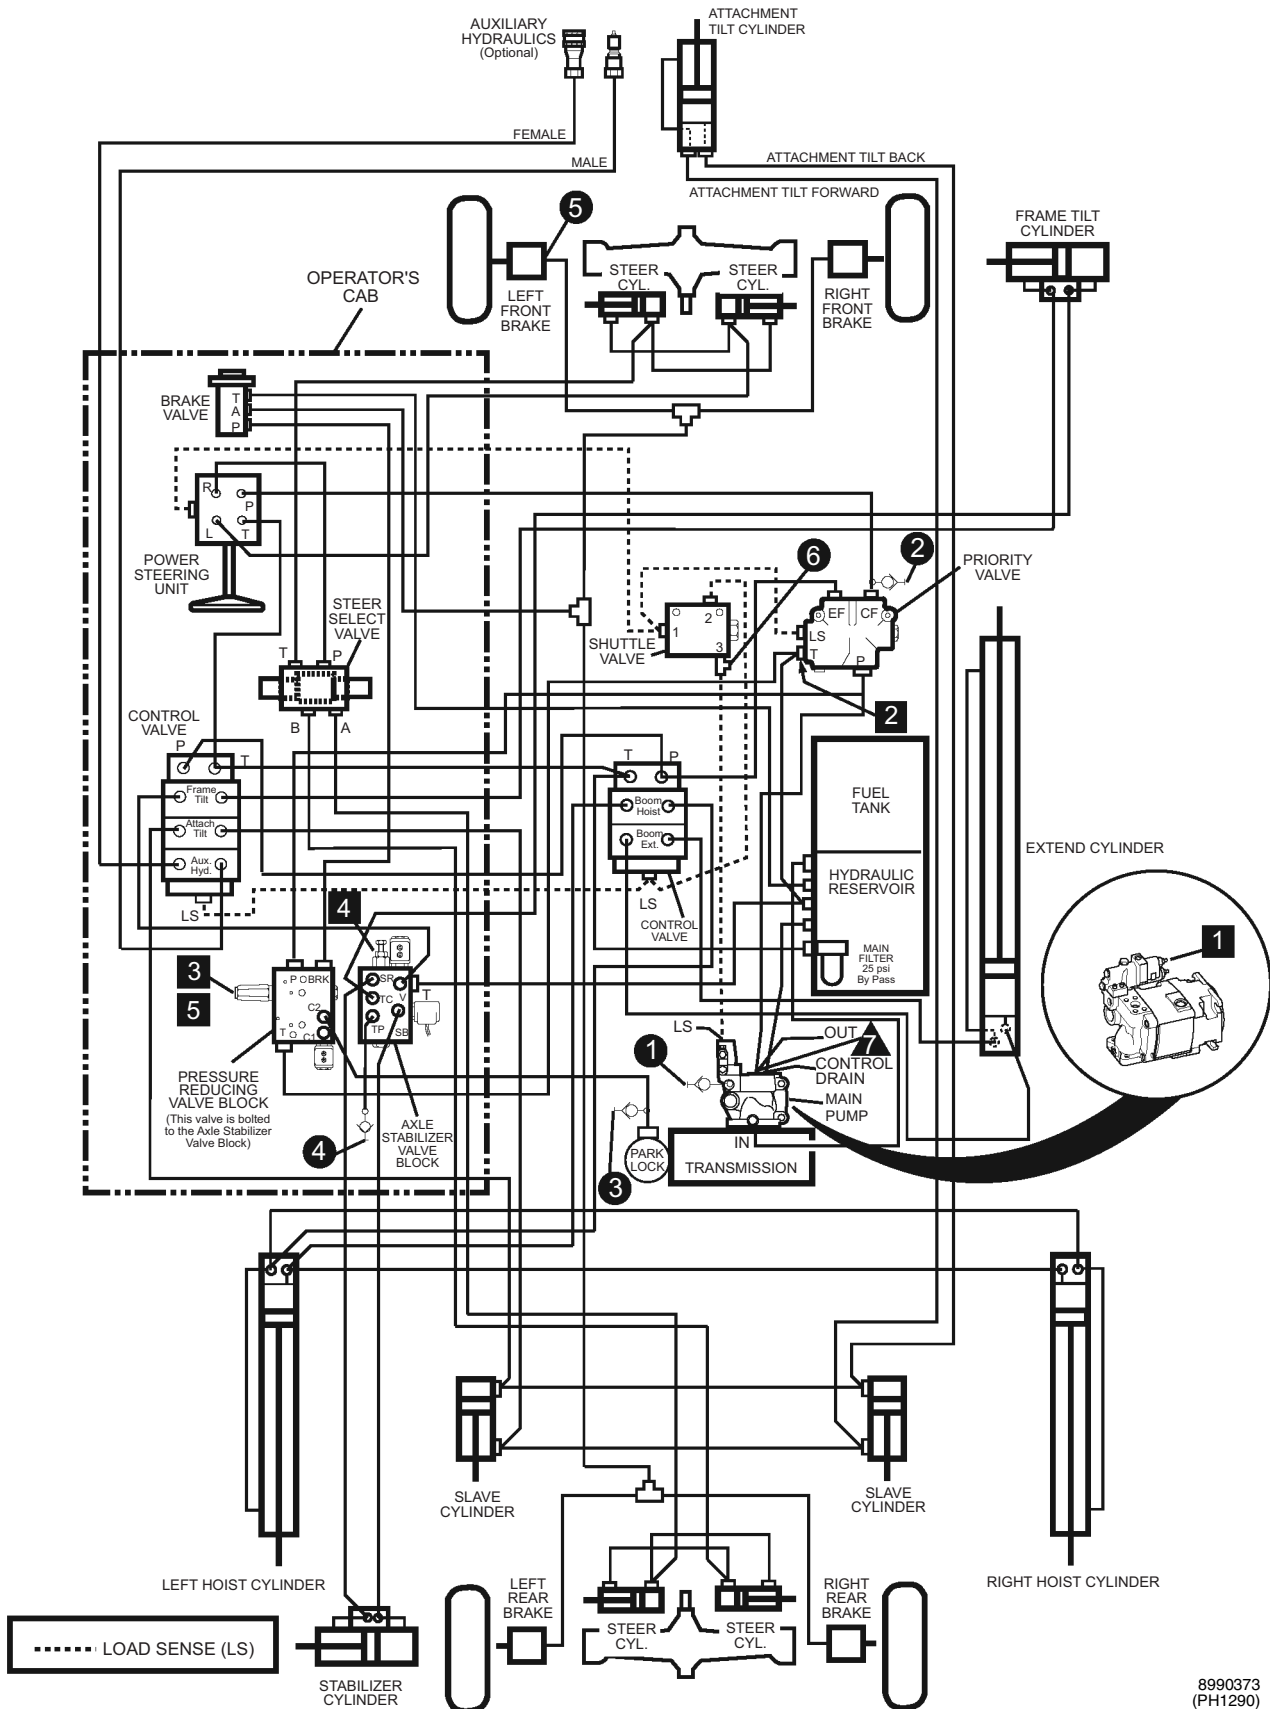 AUXILIARY
HYDRAULICS
(Optional)
ATTACHMENT
TILT CYLINDER
FEMALE
MALE
ATTACHMENT TILT BACK
ATTACHMENT TILT FORWARD
5
FRAME TILT
CYLINDER
OPERATOR'S
CAB
LEFT
FRONT
BRAKE
STEER
CYL.
STEER
CYL.
RIGHT
FRONT
BRAKE
BRAKE
VALVE
T
A
P
R
P
L
T
POWER
STEERING
UNIT
STEER
SELECT
VALVE
T
P
B
A
6
2
PRIORITY
VALVE
EF
CF
LS
T
P
1
2
3
SHUTTLE
VALVE
2
CONTROL
VALVE
P
T
Frame
Tilt
Attach
Tilt
Aux.
Hyd.
LS
T
P
Boom
Hoist
Boom
Ext.
LS
CONTROL
VALVE
FUEL
TANK
HYDRAULIC
RESERVOIR
MAIN
FILTER
25 psi
By Pass
EXTEND CYLINDER
1
4
3
5
P
BRK
C2
T
C1
SR
V
T
TC
TP
SB
PRESSURE
REDUCING
VALVE BLOCK
(This valve is bolted
to the Axle Stabilizer
Valve Block)
4
AXLE
STABILIZER
VALVE
BLOCK
LS
1
OUT
7
CONTROL
DRAIN
MAIN
PUMP
IN
TRANSMISSION
PARK
LOCK
3
SLAVE
CYLINDER
SLAVE
CYLINDER
LEFT HOIST CYLINDER
RIGHT HOIST CYLINDER
LEFT
REAR
BRAKE
STEER
CYL.
STEER
CYL.
RIGHT
REAR
BRAKE
LOAD SENSE (LS)
STABILIZER
CYLINDER
8990373
(PH1290)